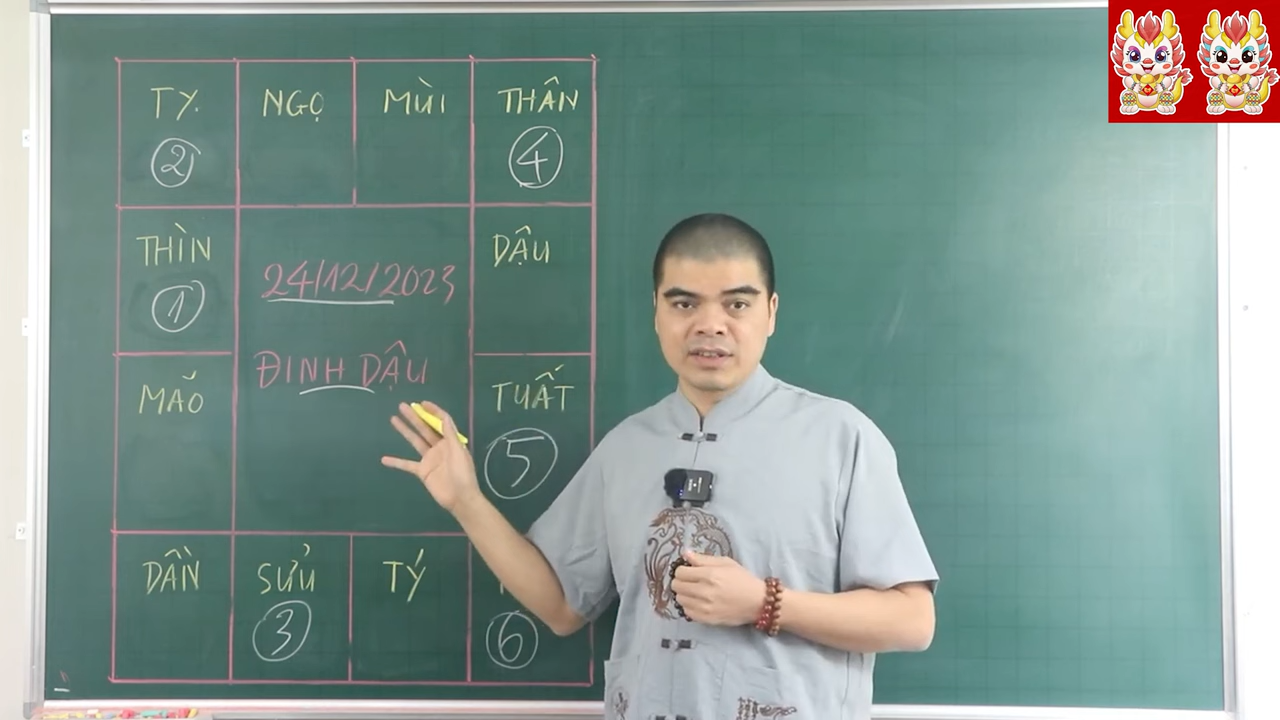 TỴ. NGỌ MÙI THÂN
② ④
THÌN DẬU
24/12/2023
①
ĐINH DẬU
MÃO TUẤT
⑤
DẦN SỬU TÝ
③ ⑥